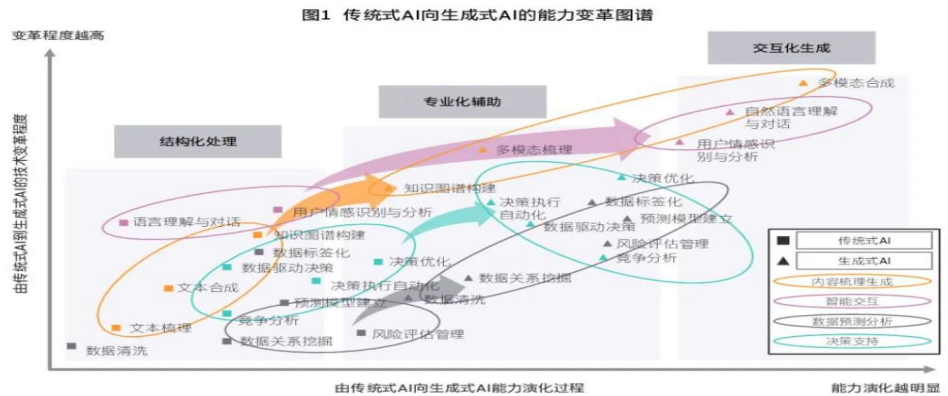 图1 传统式AI向生成式AI的能力变革图谱
变革程度越高
由传统式AI到生成式AI的技术变革程度
结构化处理
专业化辅助
交互化生成
多模态合成
自然语言理解
与对话
用户情感识
别与分析
多模态梳理
知识图谱构建
决策优化
决策执行
自动化
数据标签化
预测模型建立
数据驱动决策
风险评估管理
竞争分析
数据关系挖掘
数据清洗
语言理解与对话
用户情感识别与分析
知识图谱构建
数据标签化
数据驱动决策
决策优化
文本合成
决策执行自动化
预测模型建立
竞争分析
文本梳理
数据关系挖掘
风险评估管理
数据清洗
传统式AI
生成式AI
内容梳理生成
智能交互
数据预测分析
决策支持
由传统式AI向生成式AI能力演化过程
能力演化越明显